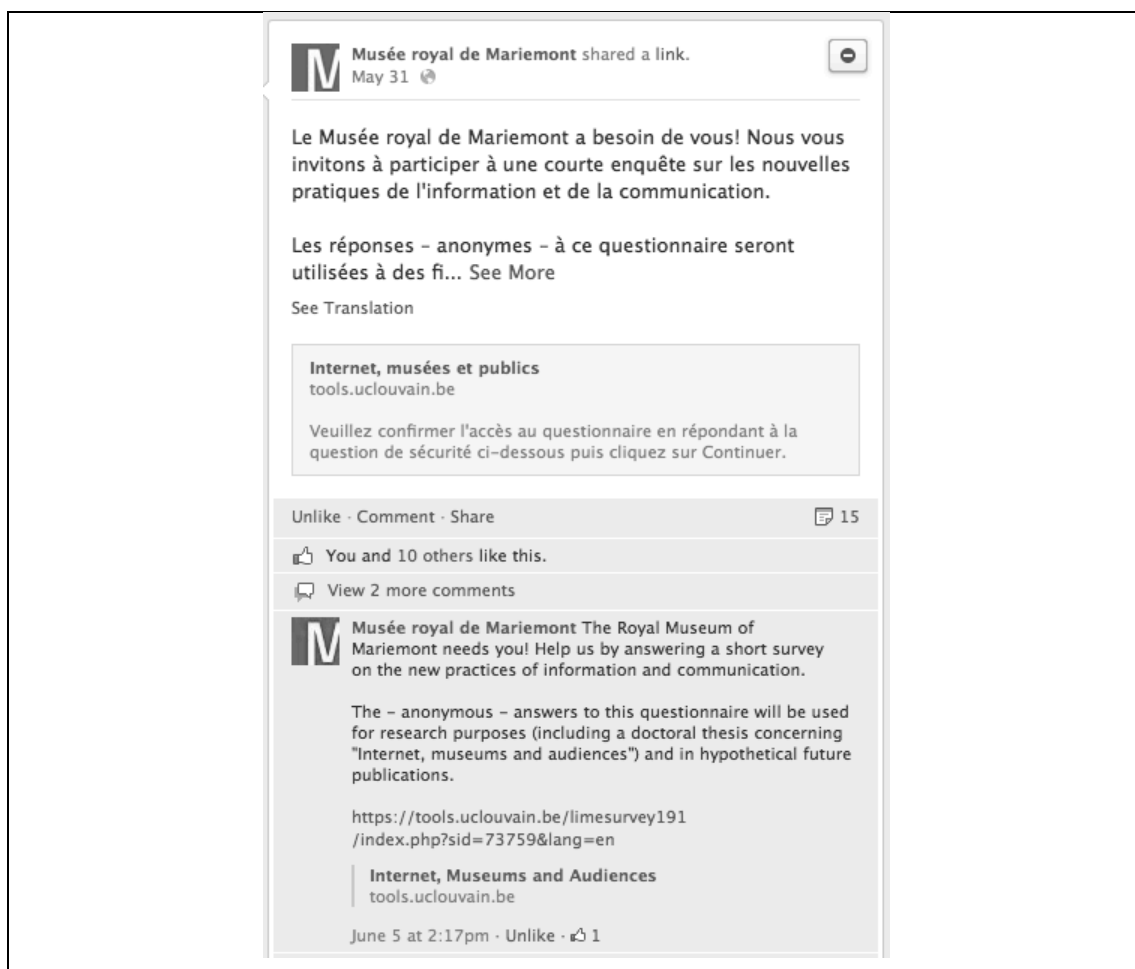 Musée royal de Mariemont shared a link.
May 31
Le Musée royal de Mariemont a besoin de vous! Nous vous
invitons à participer à une courte enquête sur les nouvelles
pratiques de l'information et de la communication.
Les réponses – anonymes – à ce questionnaire seront
utilisées à des fi... See More
See Translation
Internet, musées et publics
tools.uclouvain.be
Veuillez confirmer l'accès au questionnaire en répondant à la
question de sécurité ci-dessous puis cliquez sur Continuer.
Unlike · Comment · Share 15
You and 10 others like this.
View 2 more comments
M Musée royal de Mariemont The Royal Museum of
Mariemont needs you! Help us by answering a short survey
on the new practices of information and communication.
The – anonymous – answers to this questionnaire will be used
for research purposes (including a doctoral thesis concerning
"Internet, museums and audiences") and in hypothetical future
publications.
https://tools.uclouvain.be/limesurvey191
/index.php?sid=73759&lang=en
Internet, Museums and Audiences
tools.uclouvain.be
June 5 at 2:17pm · Unlike · 1